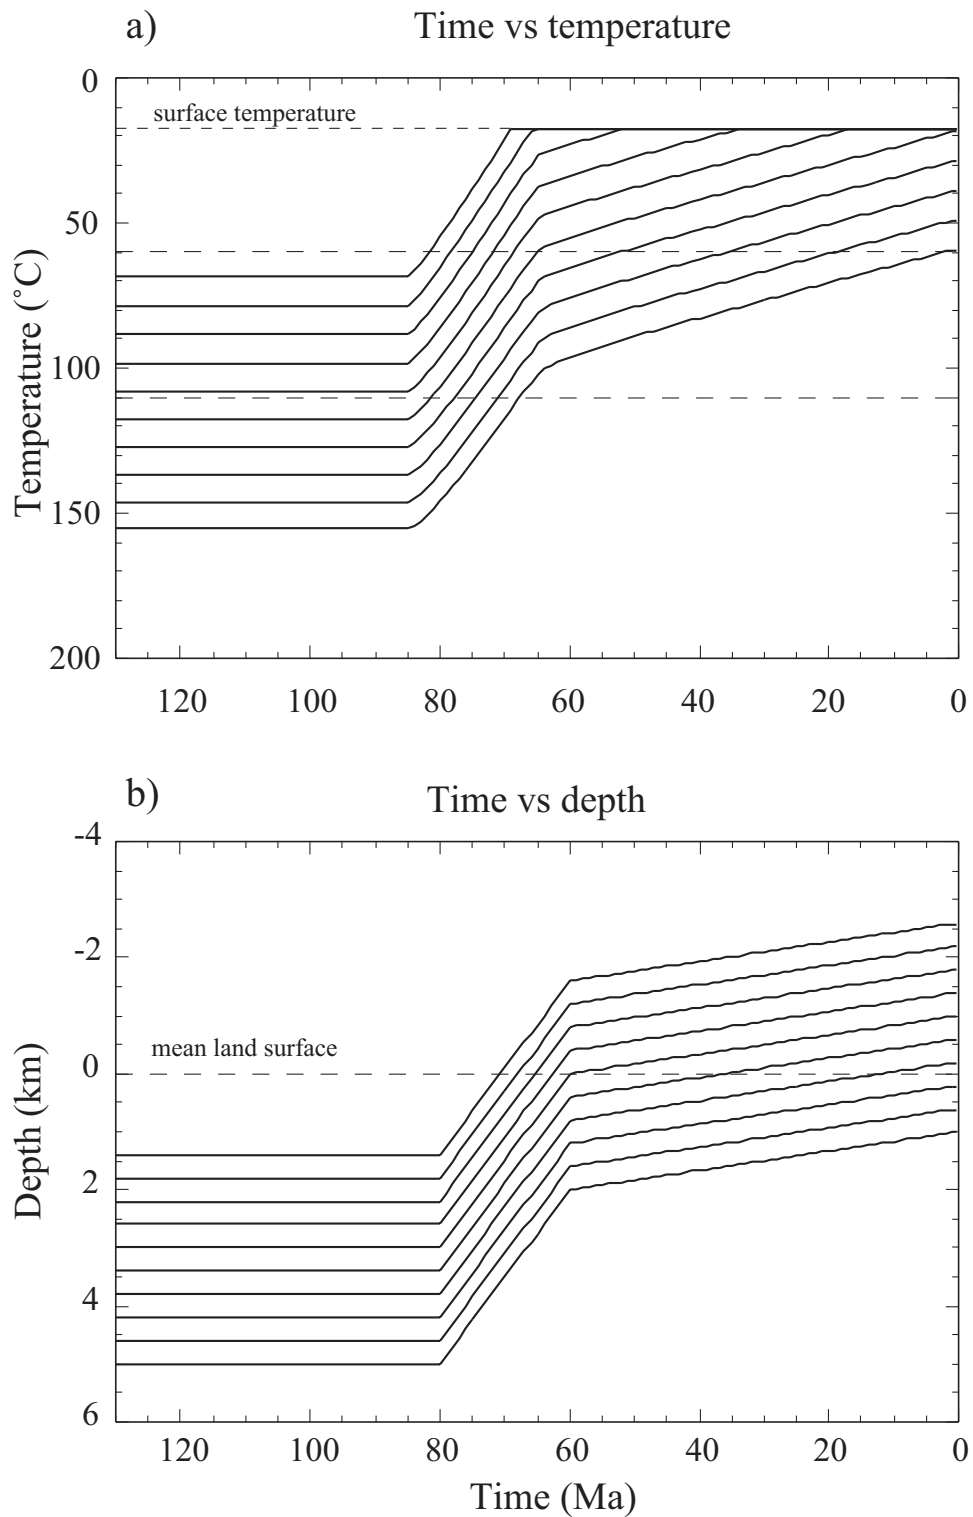 a) Time vs temperature
0
surface temperature
50
100
150
200
Temperature (˚C)
120 100 80 60 40 20 0
b) Time vs depth
-4
-2
mean land surface
0
2
4
6
Depth (km)
120 100 80 60 40 20 0
Time (Ma)